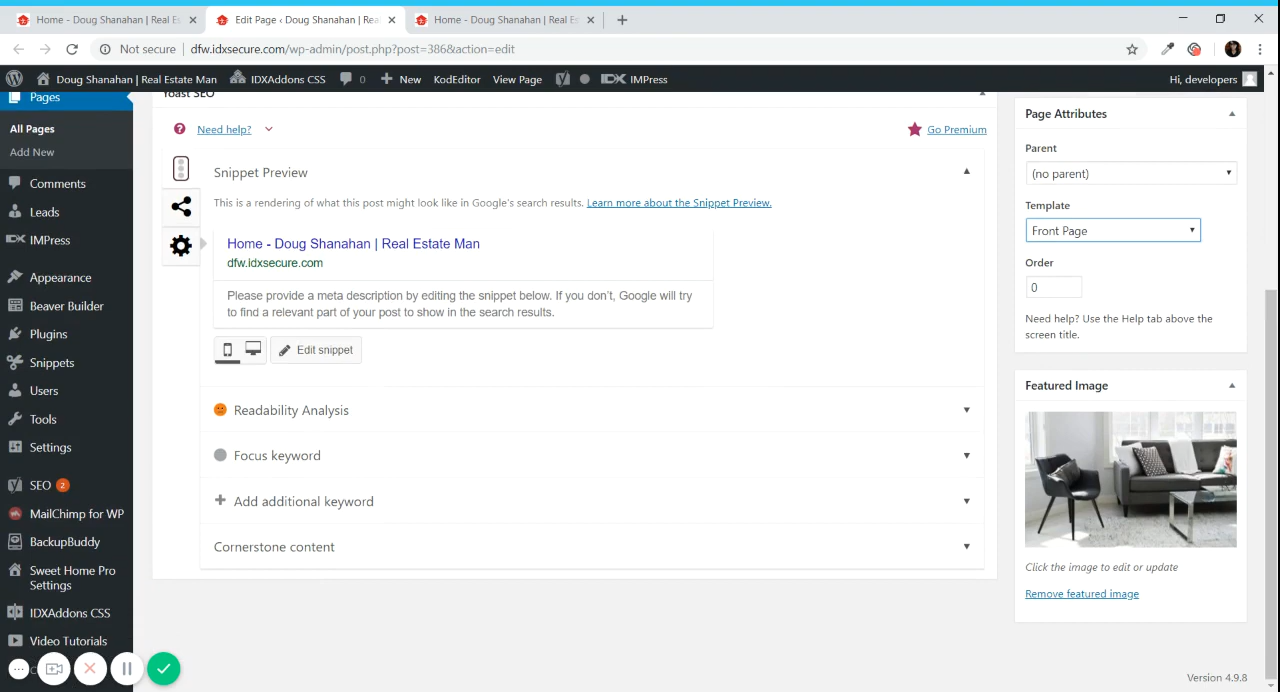 Home - Doug Shanahan | Real Es
Edit Page ‹ Doug Shanahan | Rea
Home - Doug Shanahan | Real Es
Not secure | dfw.idxsecure.com/wp-admin/post.php?post=386&action=edit
Doug Shanahan | Real Estate Man
IDXAddons CSS
0
New
KodEditor
View Page
IDX IMPress
Hi, developers
Pages
All Pages
Add New
Comments
Leads
IDX IMPress
Appearance
Beaver Builder
Plugins
Snippets
Users
Tools
Settings
SEO 2
MailChimp for WP
BackupBuddy
Sweet Home Pro
Settings
IDXAddons CSS
Video Tutorials
Yoast SEO
Need help?
Go Premium
Snippet Preview
This is a rendering of what this post might look like in Google's search results. Learn more about the Snippet Preview.
Home - Doug Shanahan | Real Estate Man
dfw.idxsecure.com
Please provide a meta description by editing the snippet below. If you don't, Google will try
to find a relevant part of your post to show in the search results.
Edit snippet
Readability Analysis
Focus keyword
Add additional keyword
Cornerstone content
Page Attributes
Parent
(no parent)
Template
Front Page
Order
0
Need help? Use the Help tab above the
screen title.
Featured Image
Click the image to edit or update
Remove featured image
Version 4.9.8